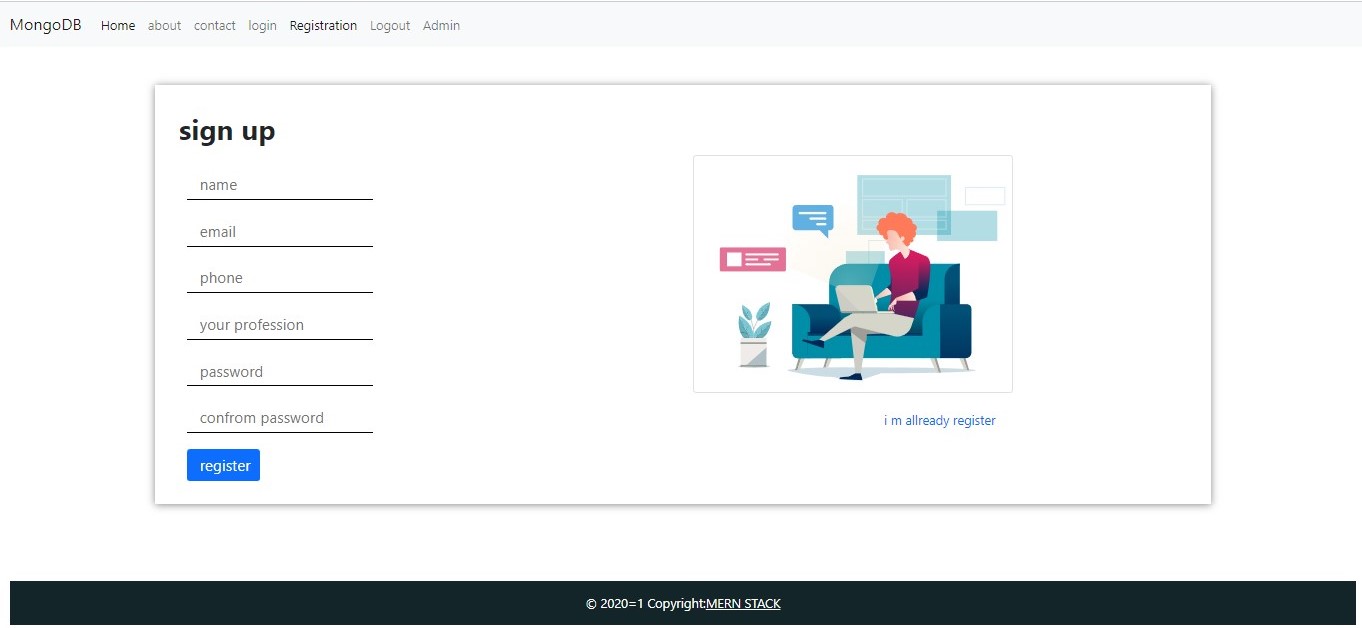 MongoDB Home about contact login Registration Logout Admin
sign up
name
email
phone
your profession
password
confrom password
register
i m allready register
© 2020=1 Copyright:MERN STACK